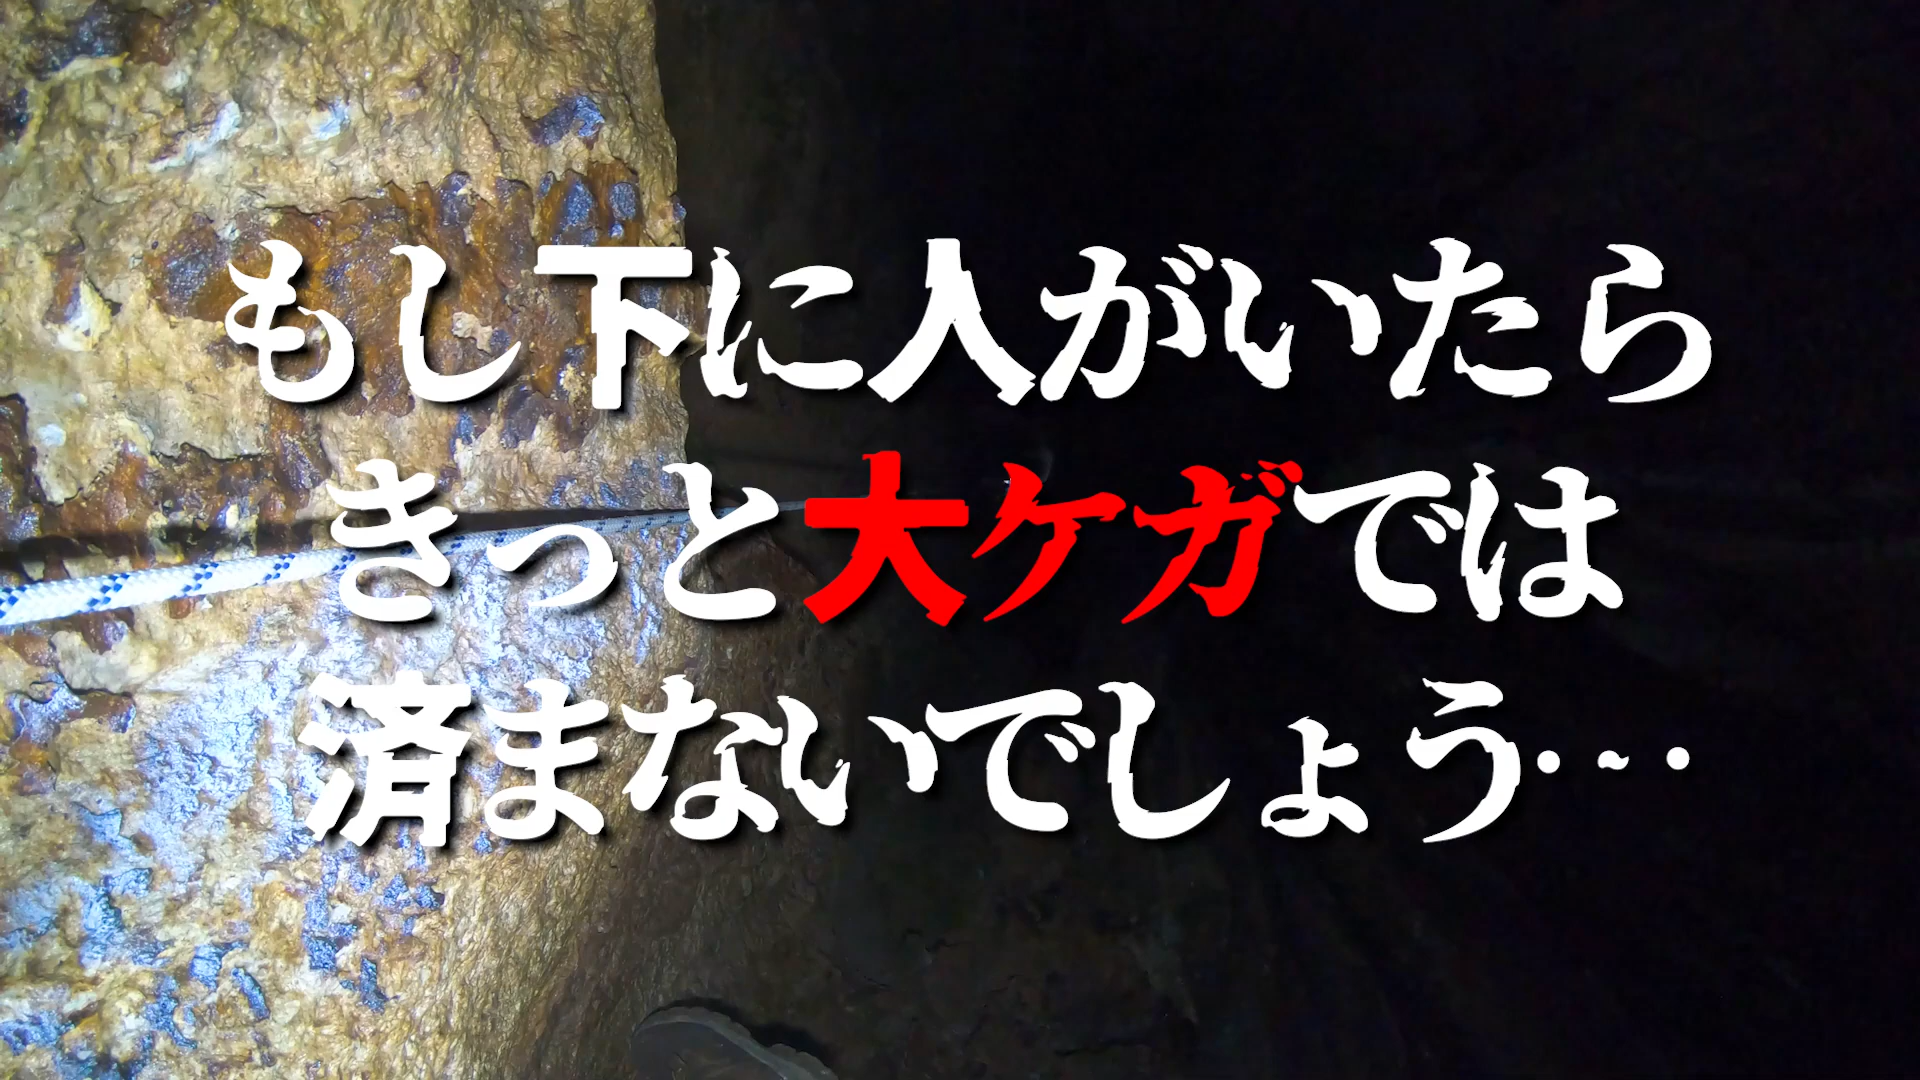 もし下に人がいたら
きっと大ケガでは
済まないでしょう…